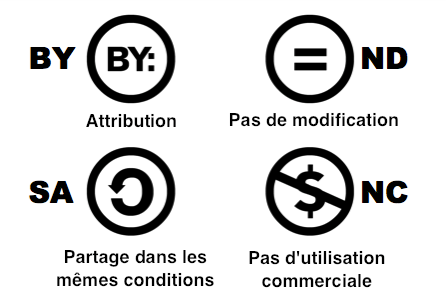 BY BY: = ND
Attribution
Pas de modification
SA $ NC
Partage dans les
mêmes conditions
Pas d'utilisation
commerciale